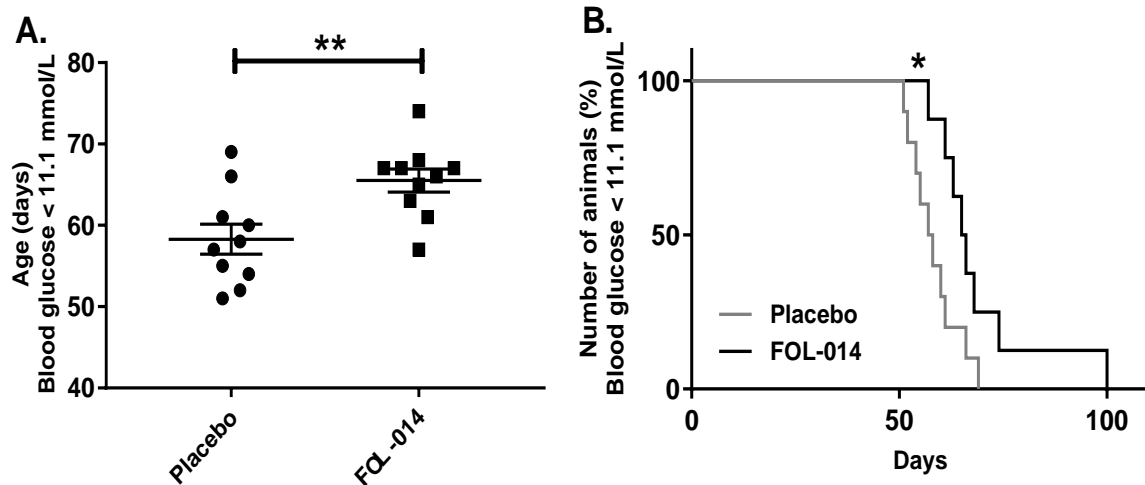 A.
**
80
70
60
50
40
Age (days)
Blood glucose < 11.1 mmol/L
Placebo
FOL-014
B.
*
100
50
0
Number of animals (%)
Blood glucose < 11.1 mmol/L
Placebo
FOL-014
0
50
100
Days